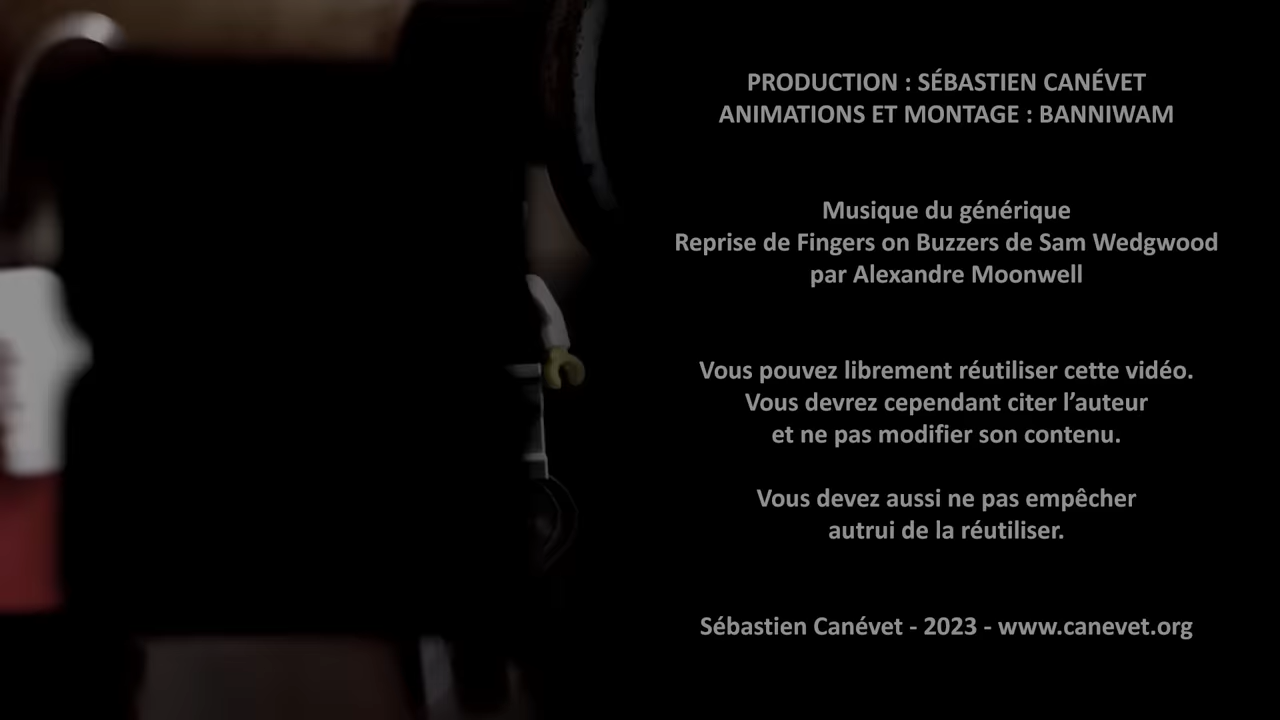 PRODUCTION : SÉBASTIEN CANÉVET
ANIMATIONS ET MONTAGE : BANNIWAM
Musique du générique
Reprise de Fingers on Buzzers de Sam Wedgwood
par Alexandre Moonwell
Vous pouvez librement réutiliser cette vidéo.
Vous devrez cependant citer l’auteur
et ne pas modifier son contenu.
Vous devez aussi ne pas empêcher
autrui de la réutiliser.
Sébastien Canévet - 2023 - www.canevet.org